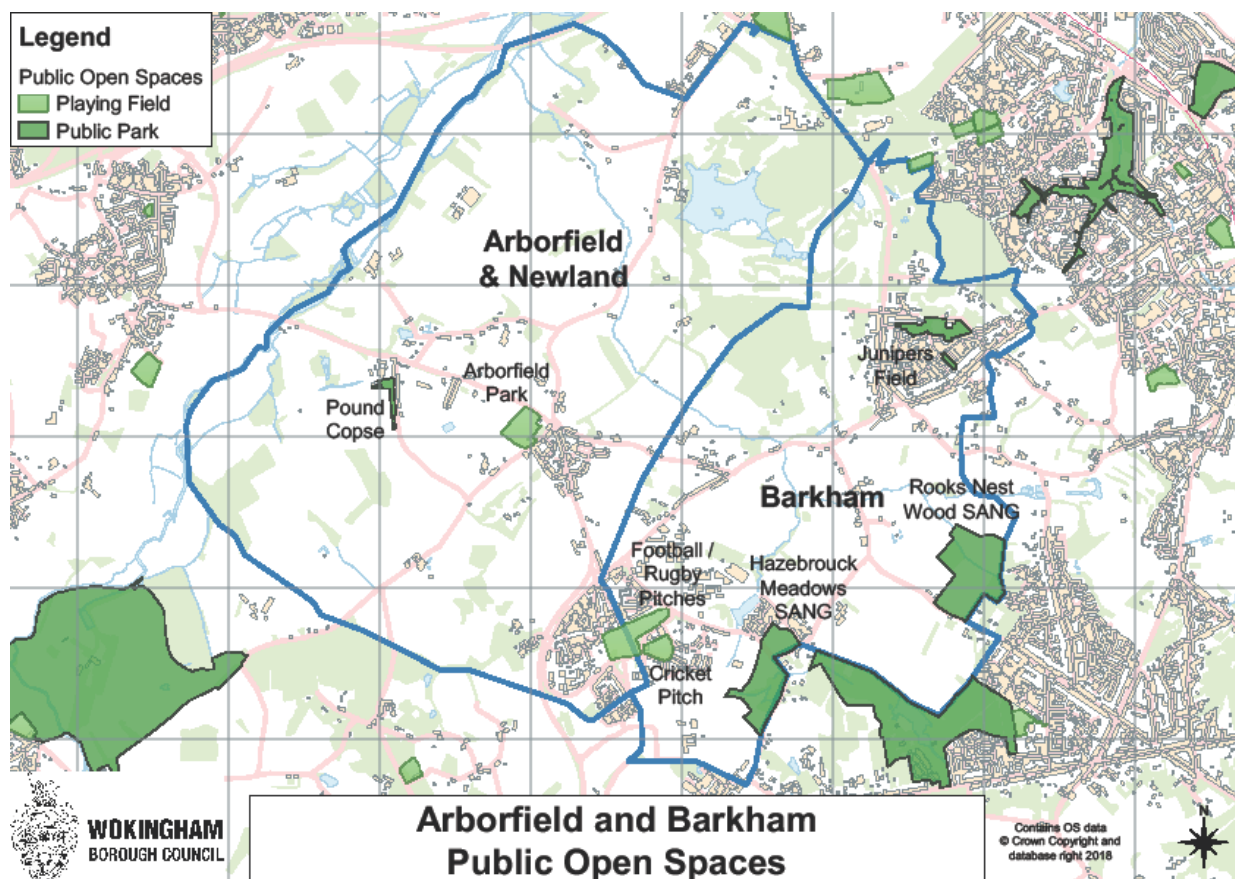 Legend
Public Open Spaces
Playing Field
Public Park
Arborfield
& Newland
Junipers
Field
Arborfield
Park
Pound
Copse
Barkham
Rooks Nest
Wood SANG
Football /
Rugby
Pitches
Hazebrouck
Meadows
SANG
Cricket
Pitch
WOKINGHAM
BOROUGH COUNCIL
Arborfield and Barkham
Public Open Spaces
Contains OS data
© Crown Copyright and
database right 2018
N